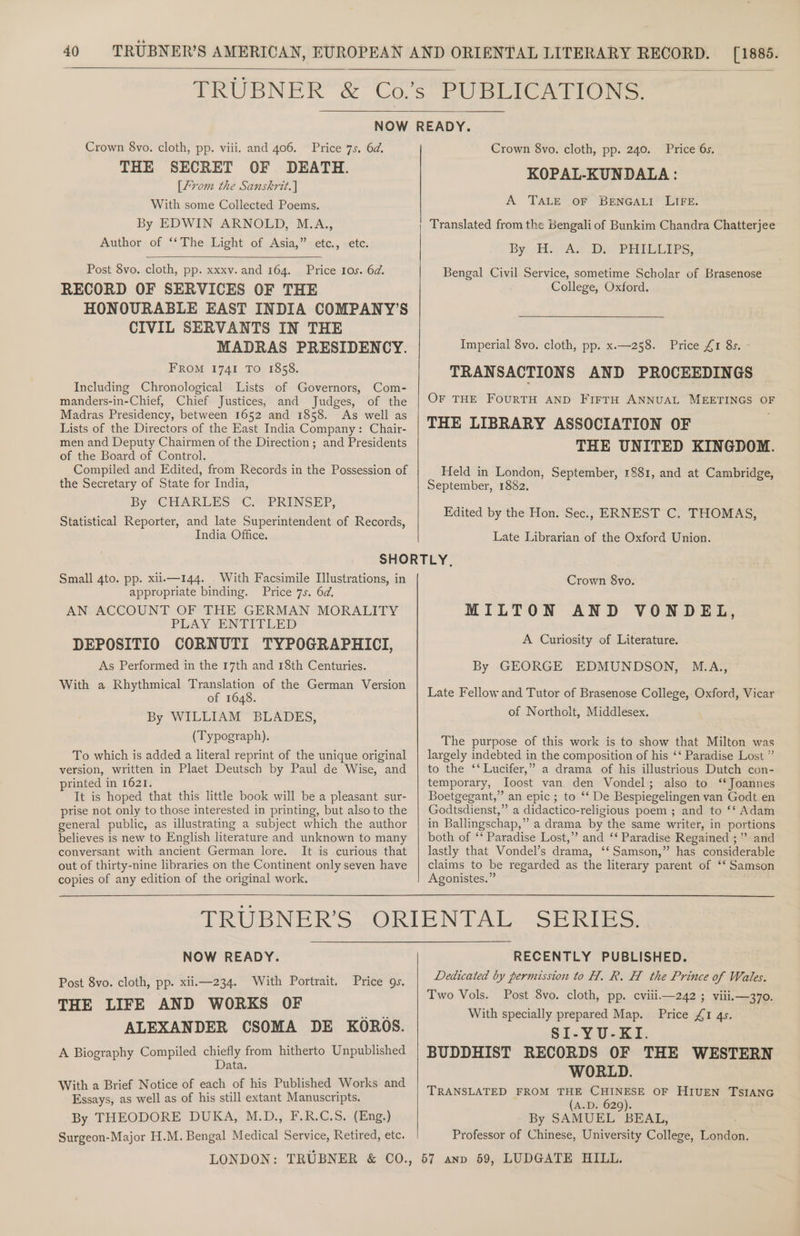 40 TRÜBNER'S AMERICAN, EUROPEAN AND ORIENTAL LITERARY RECORD. [1885.
TRÜBNER & Co.'s PUBLICATIONS.
NOW READY.
Crown 8vo. cloth, pp. viii. and 406. Price 7s. 6d.
THE SECRET OF DEATH.
[From the Sanskrit.]
With some Collected Poems.
By EDWIN ARNOLD, M.A.,
Author of “The Light of Asia,” etc., etc.
Post 8vo. cloth, pp. xxxv. and 164. Price 10s. 6d.
RECORD OF SERVICES OF THE
HONOURABLE EAST INDIA COMPANY'S
CIVIL SERVANTS IN THE
MADRAS PRESIDENCY.
FROM 1741 TO 1858.
Including Chronological Lists of Governors, Com-
manders-in-Chief, Chief Justices, and Judges, of the
Madras Presidency, between 1652 and 1858. As well as
Lists of the Directors of the East India Company: Chair-
men and Deputy Chairmen of the Direction; and Presidents
of the Board of Control.
Compiled and Edited, from Records in the Possession of
the Secretary of State for India,
By CHARLES C. PRINSEP,
Statistical Reporter, and late Superintendent of Records,
India Office.
Crown 8vo. cloth, pp. 240. Price 6s.
KOPAL-KUNDALA:
A TALE OF BENGALI LIFE.
Translated from the Bengali of Bunkim Chandra Chatterjee
By H. A. D. PHILLIPS,
Bengal Civil Service, sometime Scholar of Brasenose
College, Oxford.
Imperial 8vo. cloth, pp. x.—258. Price £1 8s.
TRANSACTIONS AND PROCEEDINGS
OF THE FOURTH AND FIFTH ANNUAL MEETINGS OF
THE LIBRARY ASSOCIATION OF
THE UNITED KINGDOM.
Held in London, September, 1881, and at Cambridge,
September, 1882.
Edited by the Hon. Sec., ERNEST C. THOMAS,
Late Librarian of the Oxford Union.
SHORTLY.
Small 4to. pp. xii.—144. With Facsimile Illustrations, in
appropriate binding. Price 7s. 6d.
AN ACCOUNT OF THE GERMAN MORALITY
PLAY ENTITLED
DEPOSITIO CORNUTI TYPOGRAPHICI,
As Performed in the 17th and 18th Centuries.
With a Rhythmical Translation of the German Version
of 1648.
By WILLIAM BLADES,
(Typograph).
To which is added a literal reprint of the unique original
version, written in Plaet Deutsch by Paul de Wise, and
printed in 1621.
It is hoped that this little book will be a pleasant sur-
prise not only to those interested in printing, but also to the
general public, as illustrating a subject which the author
believes is new to English literature and unknown to many
conversant with ancient German lore. It is curious that
out of thirty-nine libraries on the Continent only seven have
copies of any edition of the original work.
Crown 8vo.
MILTON AND VONDEL,
A Curiosity of Literature.
By GEORGE EDMUNDSON, M.A.,
Late Fellow and Tutor of Brasenose College, Oxford, Vicar
of Northolt, Middlesex.
The purpose of this work is to show that Milton was
largely indebted in the composition of his “Paradise Lost”
to the “Lucifer,” a drama of his illustrious Dutch con-
temporary, Ioost van den Vondel; also to “Joannes
Boetgegant,” an epic; to “De Bespiegelingen van Godt en
Godtsdienst,” a didactico-religious poem; and to “Adam
in Ballingschap,” a drama by the same writer, in portions
both of “Paradise Lost,” and “Paradise Regained;” and
lastly that Vondel's drama, “Samson,” has considerable
claims to be regarded as the literary parent of “Samson
Agonistes.”
TRÜBNER'S ORIENTAL SERIES.
NOW READY.
Post 8vo. cloth, pp. xii.—234. With Portrait. Price 9s.
THE LIFE AND WORKS OF
ALEXANDER CSOMA DE KÖRÖS.
A Biography Compiled chiefly from hitherto Unpublished
Data.
With a Brief Notice of each of his Published Works and
Essays, as well as of his still extant Manuscripts.
By THEODORE DUKA, M.D., F.R.C.S. (Eng.)
Surgeon-Major H.M. Bengal Medical Service, Retired, etc.
RECENTLY PUBLISHED.
Dedicated by permission to H. R. H the Prince of Wales.
Two Vols. Post 8vo. cloth, pp. cviii.—242; viii.—370.
With specially prepared Map. Price £1 4s.
SI-YU-KI.
BUDDHIST RECORDS OF THE WESTERN
WORLD.
TRANSLATED FROM THE CHINESE OF HIUEN TSIANG
(A.D. 629).
By SAMUEL BEAL,
Professor of Chinese, University College, London.
LONDON: TRÜBNER & CO., 57 AND 59, LUDGATE HILL.